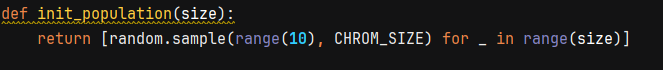 def init_population(size):
    return [random.sample(range(10), CHROM_SIZE) for _ in range(size)]